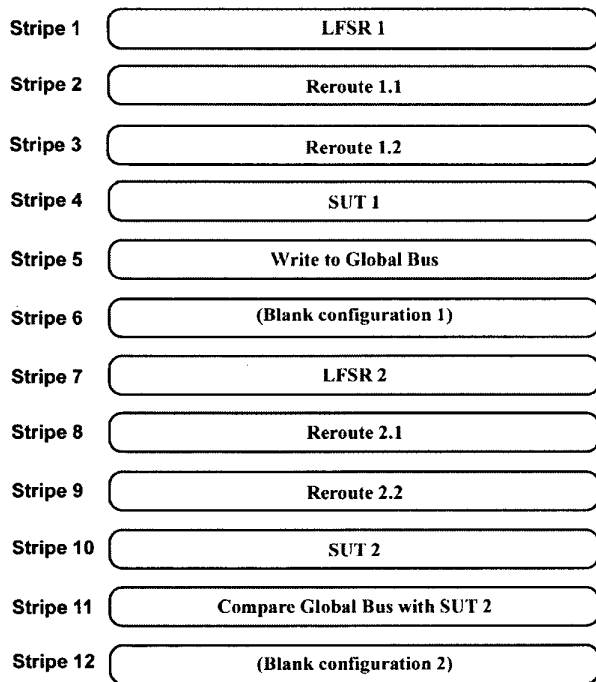 Stripe 1 LFSR 1
Stripe 2 Reroute 1.1
Stripe 3 Reroute 1.2
Stripe 4 SUT 1
Stripe 5 Write to Global Bus
Stripe 6 (Blank configuration 1)
Stripe 7 LFSR 2
Stripe 8 Reroute 2.1
Stripe 9 Reroute 2.2
Stripe 10 SUT 2
Stripe 11 Compare Global Bus with SUT 2
Stripe 12 (Blank configuration 2)